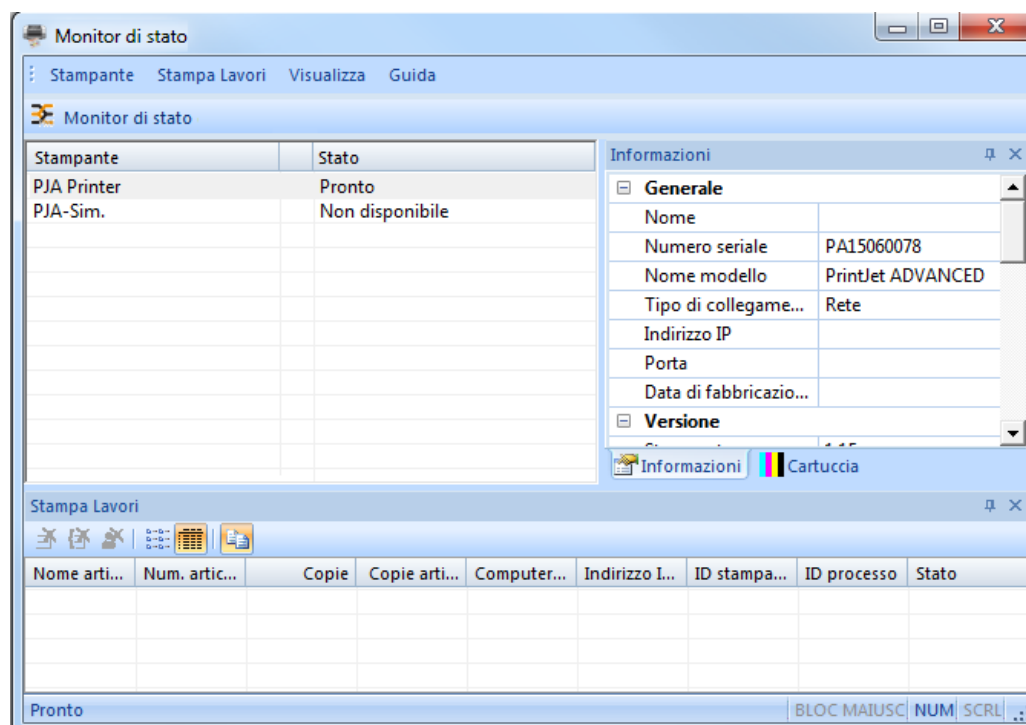 Monitor di stato
Stampante Stampa Lavori Visualizza Guida
Monitor di stato
Stampante Stato
PJA Printer Pronto
PJA-Sim. Non disponibile
Informazioni
Generale
Nome
Numero seriale PA15060078
Nome modello PrintJet ADVANCED
Tipo di collegame... Rete
Indirizzo IP
Porta
Data di fabbricazio...
Versione
Informazioni Cartuccia
Stampa Lavori
Nome arti... Num. artic... Copie Copie arti... Computer... Indirizzo I... ID stampa... ID processo Stato
Pronto BLOC MAIUSC NUM SCRL